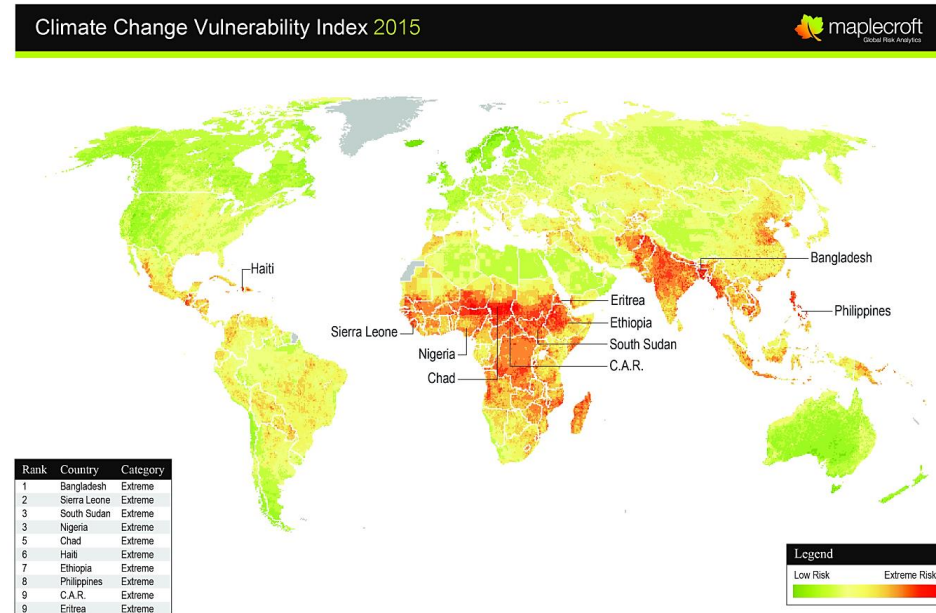 Climate Change Vulnerability Index 2015
maplecroft
Global Risk Analytics
Haiti
Bangladesh
Eritrea
Philippines
Ethiopia
Sierra Leone
South Sudan
Nigeria
C.A.R.
Chad
Rank Country Category
1 Bangladesh Extreme
2 Sierra Leone Extreme
3 South Sudan Extreme
3 Nigeria Extreme
5 Chad Extreme
6 Haiti Extreme
7 Ethiopia Extreme
8 Philippines Extreme
9 C.A.R. Extreme
9 Eritrea Extreme
Legend
Low Risk Extreme Risk